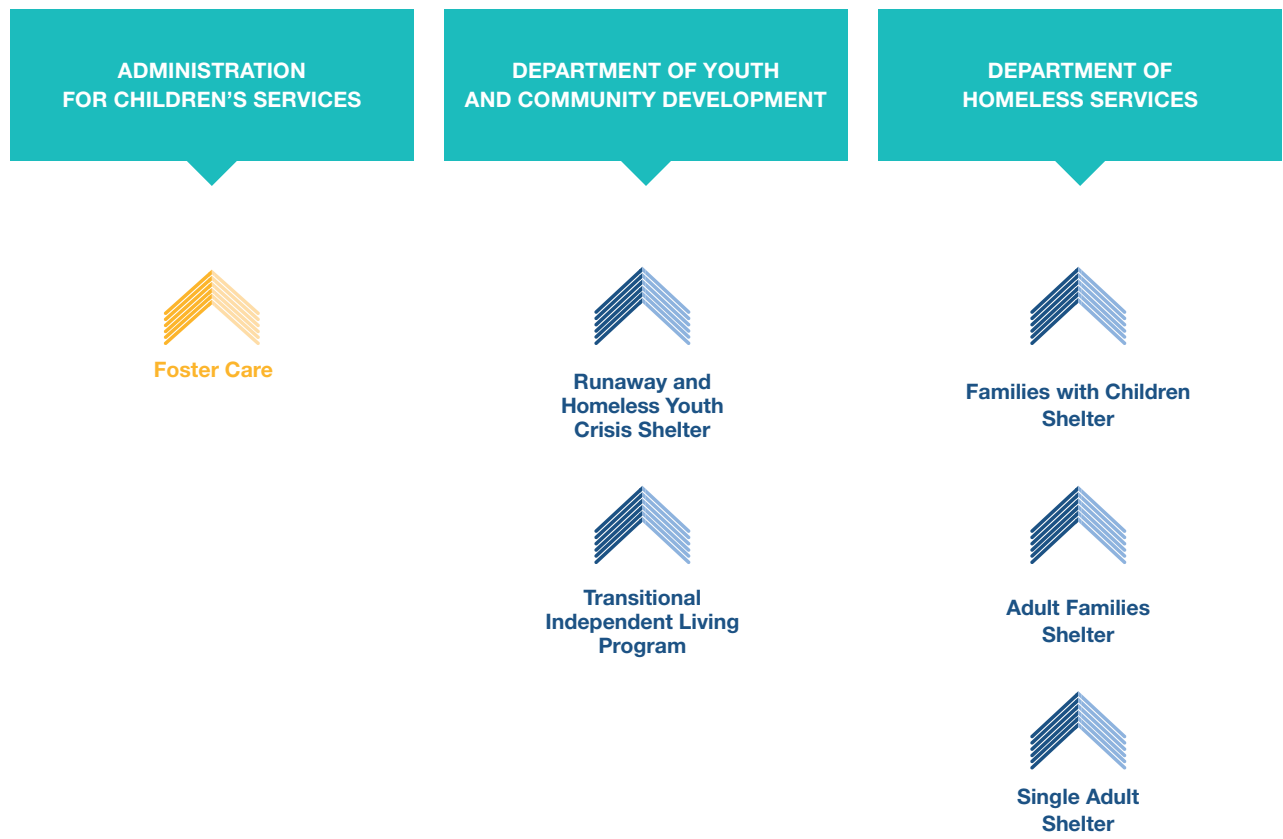 ADMINISTRATION
FOR CHILDREN’S SERVICES
DEPARTMENT OF YOUTH
AND COMMUNITY DEVELOPMENT
DEPARTMENT OF
HOMELESS SERVICES
Foster Care
Runaway and
Homeless Youth
Crisis Shelter
Transitional
Independent Living
Program
Families with Children
Shelter
Adult Families
Shelter
Single Adult
Shelter